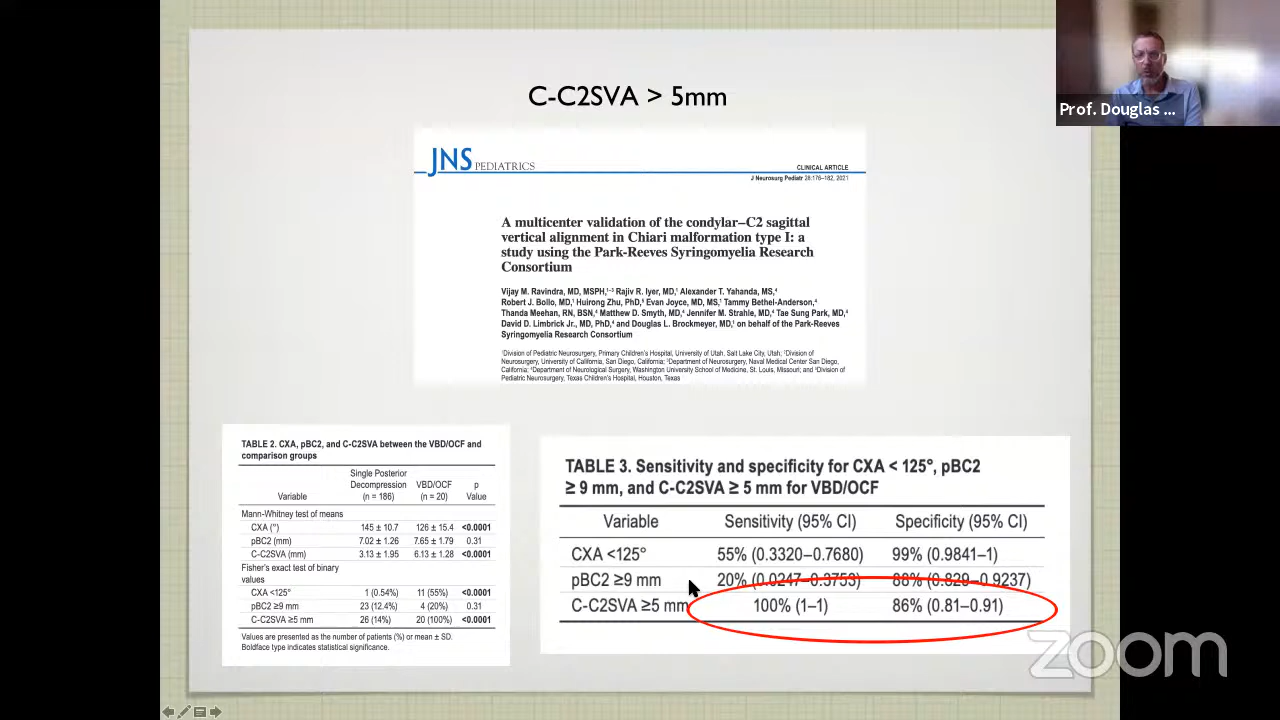 C-C2SVA > 5mm
Prof. Douglas ...
JNS PEDIATRICS
CLINICAL ARTICLE
J Neurosurg Pediatr 28:176–182, 2021
A multicenter validation of the condylar–C2 sagittal
vertical alignment in Chiari malformation type I: a
study using the Park-Reeves Syringomyelia Research
Consortium
Vijay M. Ravindra, MD, MSPH,¹⁻³ Rajiv R. Iyer, MD,¹ Alexander T. Yahanda, MS,⁴
Robert J. Bollo, MD,¹ Huirong Zhu, PhD,⁵ Evan Joyce, MD, MS,¹ Tammy Bethel-Anderson,⁴
Thanda Meehan, RN, BSN,⁴ Matthew D. Smyth, MD,⁴ Jennifer M. Strahle, MD,⁴ Tae Sung Park, MD,⁴
David D. Limbrick Jr., MD, PhD,⁴ and Douglas L. Brockmeyer, MD,¹ on behalf of the Park-Reeves
Syringomyelia Research Consortium
¹Division of Pediatric Neurosurgery, Primary Children's Hospital, University of Utah, Salt Lake City, Utah; ²Division of
Neurosurgery, University of California, San Diego, California; ³Department of Neurosurgery, Naval Medical Center San Diego,
California; ⁴Department of Neurological Surgery, Washington University School of Medicine, St. Louis, Missouri; and ⁵Division of
Pediatric Neurosurgery, Texas Children's Hospital, Houston, Texas
TABLE 2. CXA, pBC2, and C-C2SVA between the VBD/OCF and
comparison groups
Single Posterior
Decompression VBD/OCF p
Variable (n = 186) (n = 20) Value
Mann-Whitney test of means
CXA (°) 145 ± 10.7 126 ± 15.4 <0.0001
pBC2 (mm) 7.02 ± 1.26 7.65 ± 1.79 0.31
C-C2SVA (mm) 3.13 ± 1.95 6.13 ± 1.28 <0.0001
Fisher's exact test of binary
values
CXA <125° 1 (0.54%) 11 (55%) <0.0001
pBC2 ≥9 mm 23 (12.4%) 4 (20%) 0.31
C-C2SVA ≥5 mm 26 (14%) 20 (100%) <0.0001
Values are presented as the number of patients (%) or mean ± SD.
Boldface type indicates statistical significance.
TABLE 3. Sensitivity and specificity for CXA < 125°, pBC2
≥ 9 mm, and C-C2SVA ≥ 5 mm for VBD/OCF
Variable Sensitivity (95% CI) Specificity (95% CI)
CXA <125° 55% (0.3320–0.7680) 99% (0.9841–1)
pBC2 ≥9 mm 20% (0.0247–0.3753) 88% (0.829–0.9237)
C-C2SVA ≥5 mm 100% (1–1) 86% (0.81–0.91)
zoom